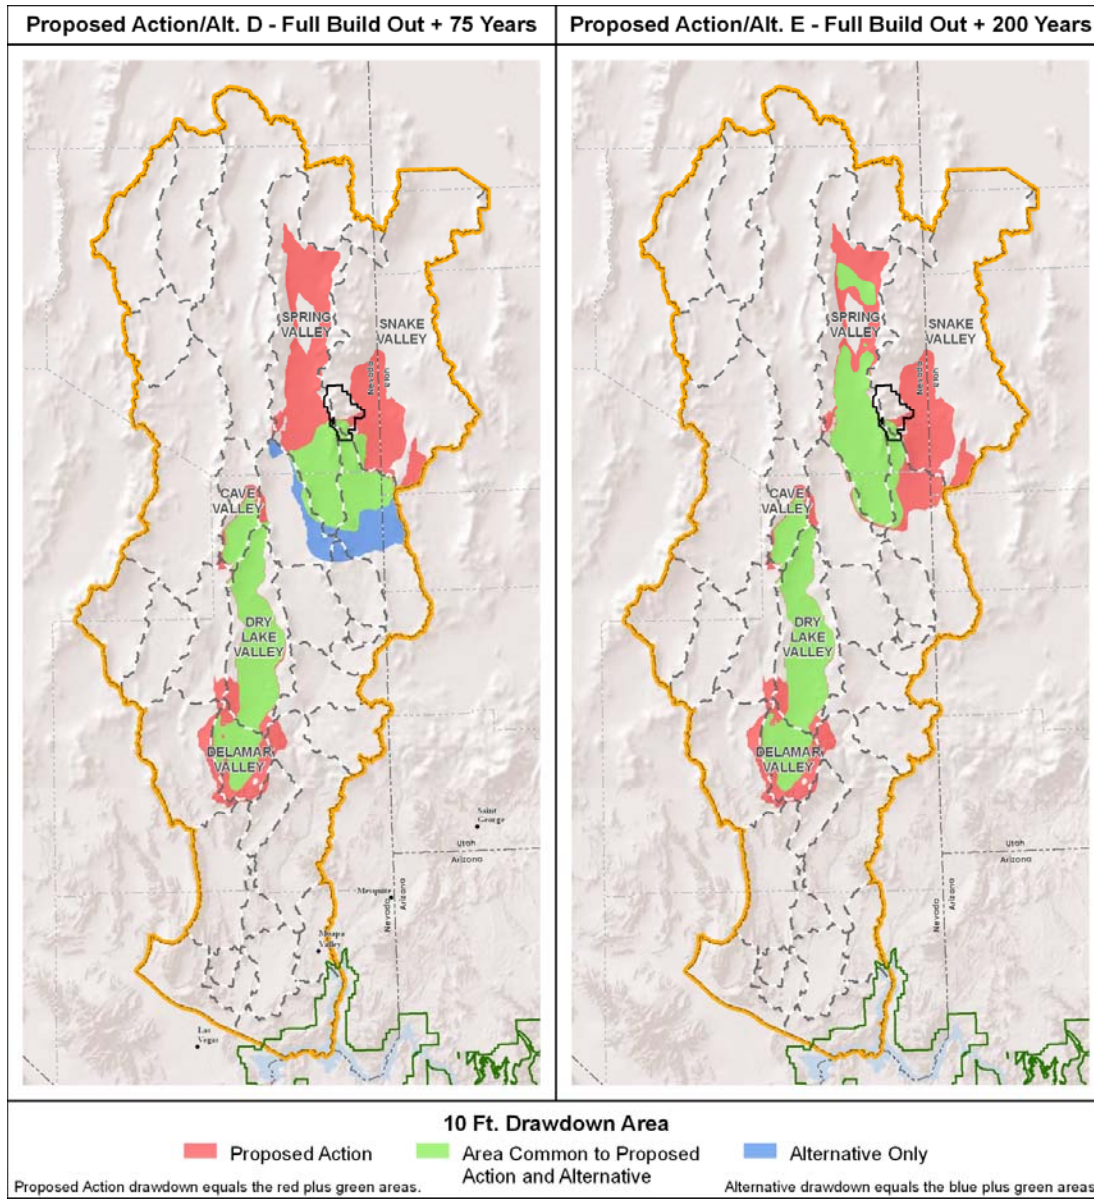 Proposed Action/Alt. D - Full Build Out + 75 Years
Proposed Action/Alt. E - Full Build Out + 200 Years
SPRING
VALLEY
SNAKE
VALLEY
Nevada
Utah
CAVE
VALLEY
DRY
LAKE
VALLEY
DELAMAR
VALLEY
Saint
George
Utah
Arizona
Mesquite
Nevada
Arizona
Moapa
Valley
Las
Vegas
SPRING
VALLEY
SNAKE
VALLEY
Nevada
Utah
CAVE
VALLEY
DRY
LAKE
VALLEY
DELAMAR
VALLEY
Utah
Arizona
Nevada
Arizona
10 Ft. Drawdown Area
Proposed Action
Area Common to Proposed
Action and Alternative
Alternative Only
Proposed Action drawdown equals the red plus green areas.
Alternative drawdown equals the blue plus green areas